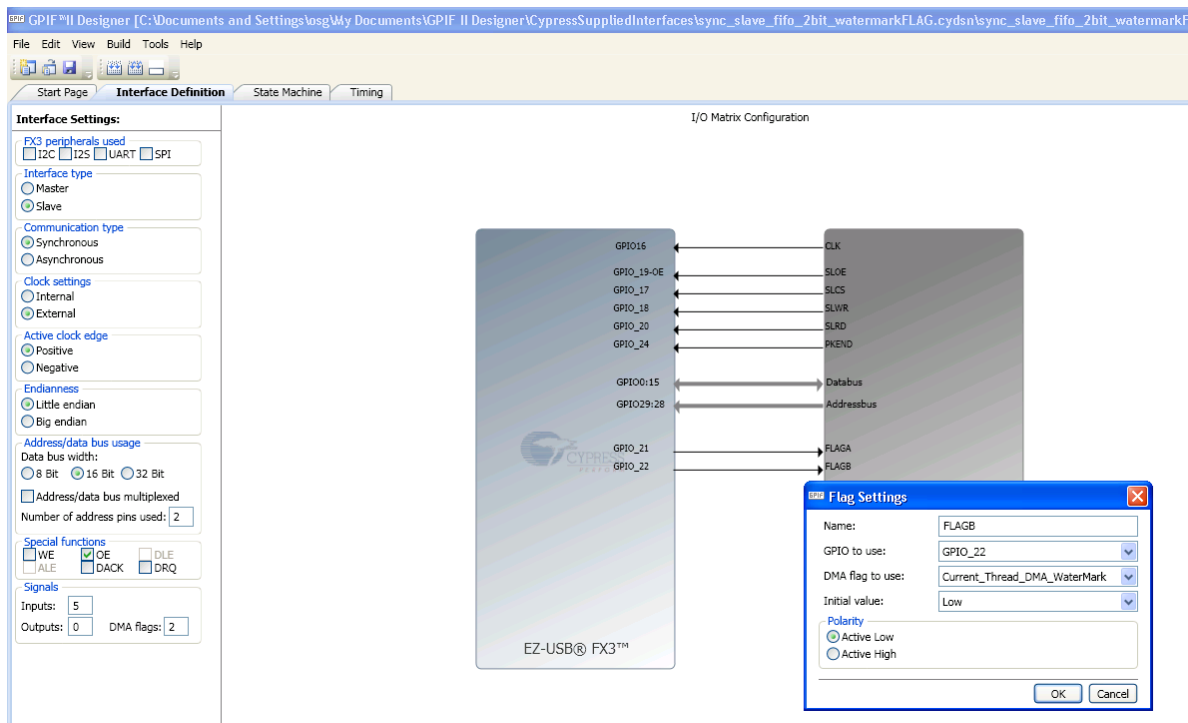 GPIF™II Designer [C:\Documents and Settings\osg\My Documents\GPIF II Designer\CypressSuppliedInterfaces\sync_slave_fifo_2bit_watermarkFLAG.cydsn\sync_slave_fifo_2bit_watermarkF
File Edit View Build Tools Help
Start Page Interface Definition State Machine Timing
Interface Settings:
I/O Matrix Configuration
FX3 peripherals used
I2C I2S UART SPI
Interface type
Master
Slave
Communication type
Synchronous
Asynchronous
Clock settings
Internal
External
Active clock edge
Positive
Negative
Endianness
Little endian
Big endian
Address/data bus usage
Data bus width:
8 Bit 16 Bit 32 Bit
Address/data bus multiplexed
Number of address pins used: 2
Special functions
WE OE DLE
ALE DACK DRQ
Signals
Inputs: 5
Outputs: 0 DMA flags: 2
GPIO16 CLK
GPIO_19-OE SLOE
GPIO_17 SLCS
GPIO_18 SLWR
GPIO_20 SLRD
GPIO_24 PKEND
GPIO0:15 Databus
GPIO29:28 Addressbus
GPIO_21 FLAGA
CYPRESS
GPIO_22 FLAGB
EZ-USB® FX3™
GPIF Flag Settings
Name: FLAGB
GPIO to use: GPIO_22
DMA flag to use: Current_Thread_DMA_WaterMark
Initial value: Low
Polarity
Active Low
Active High
OK Cancel